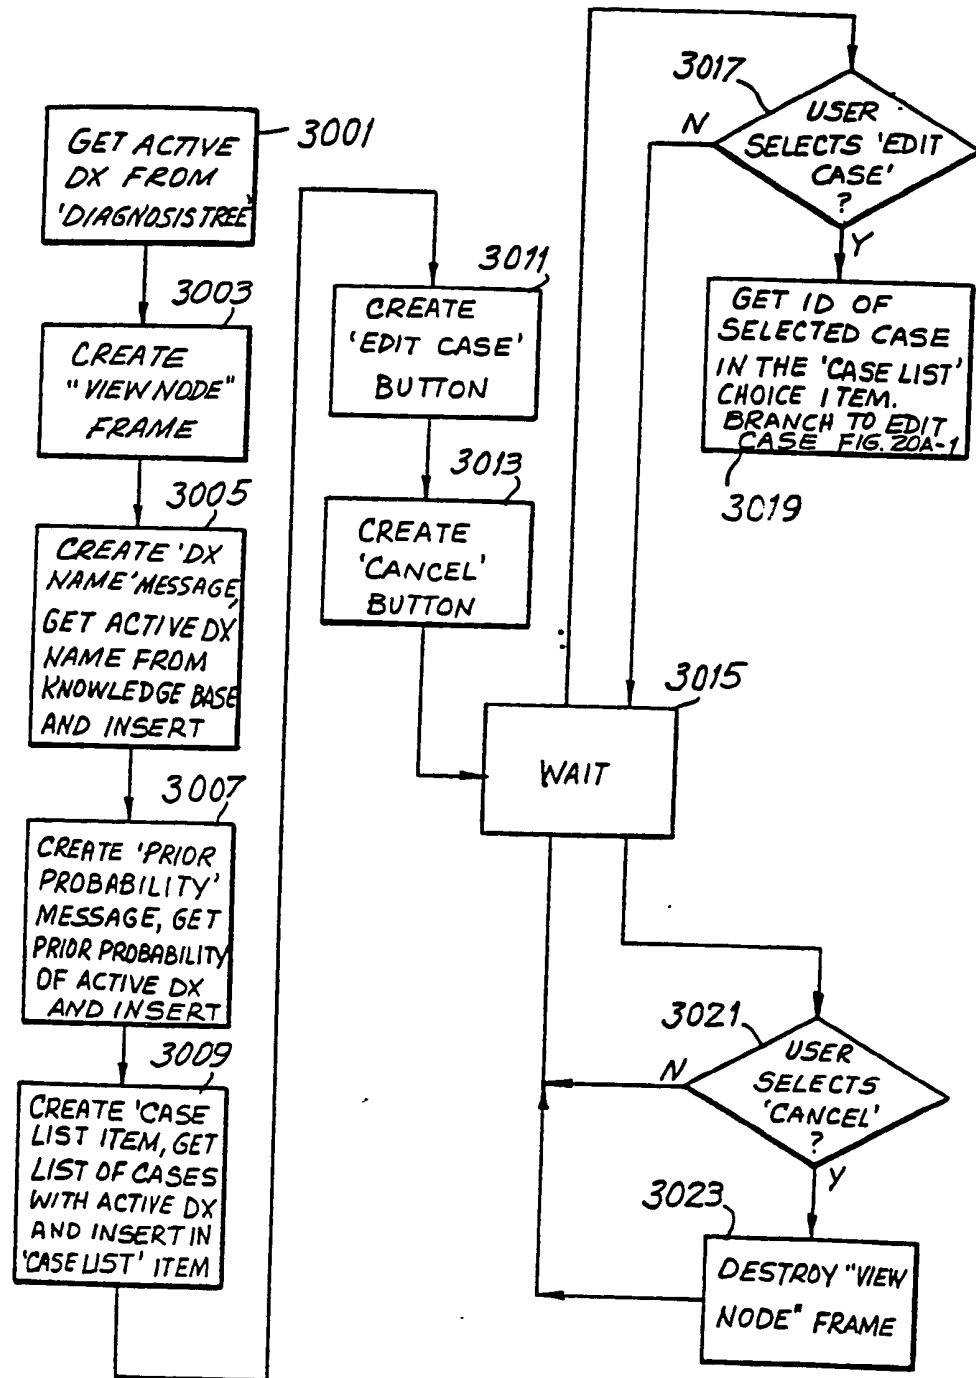 3001
GET ACTIVE
DX FROM
'DIAGNOSIS TREE'
3003
CREATE
"VIEW NODE"
FRAME
3005
CREATE 'DX
NAME' MESSAGE,
GET ACTIVE DX
NAME FROM
KNOWLEDGE BASE
AND INSERT
3007
CREATE 'PRIOR
PROBABILITY'
MESSAGE, GET
PRIOR PROBABILITY
OF ACTIVE DX
AND INSERT
3009
CREATE 'CASE
LIST ITEM, GET
LIST OF CASES
WITH ACTIVE DX
AND INSERT IN
'CASE LIST' ITEM
3011
CREATE
'EDIT CASE'
BUTTON
3013
CREATE
'CANCEL'
BUTTON
3015
WAIT
3017
N
USER
SELECTS 'EDIT
CASE'
?
Y
GET ID OF
SELECTED CASE
IN THE 'CASE LIST'
CHOICE ITEM.
BRANCH TO EDIT
CASE FIG. 20A-1
3019
3021
N
USER
SELECTS
'CANCEL'
?
Y
3023
DESTROY "VIEW
NODE" FRAME